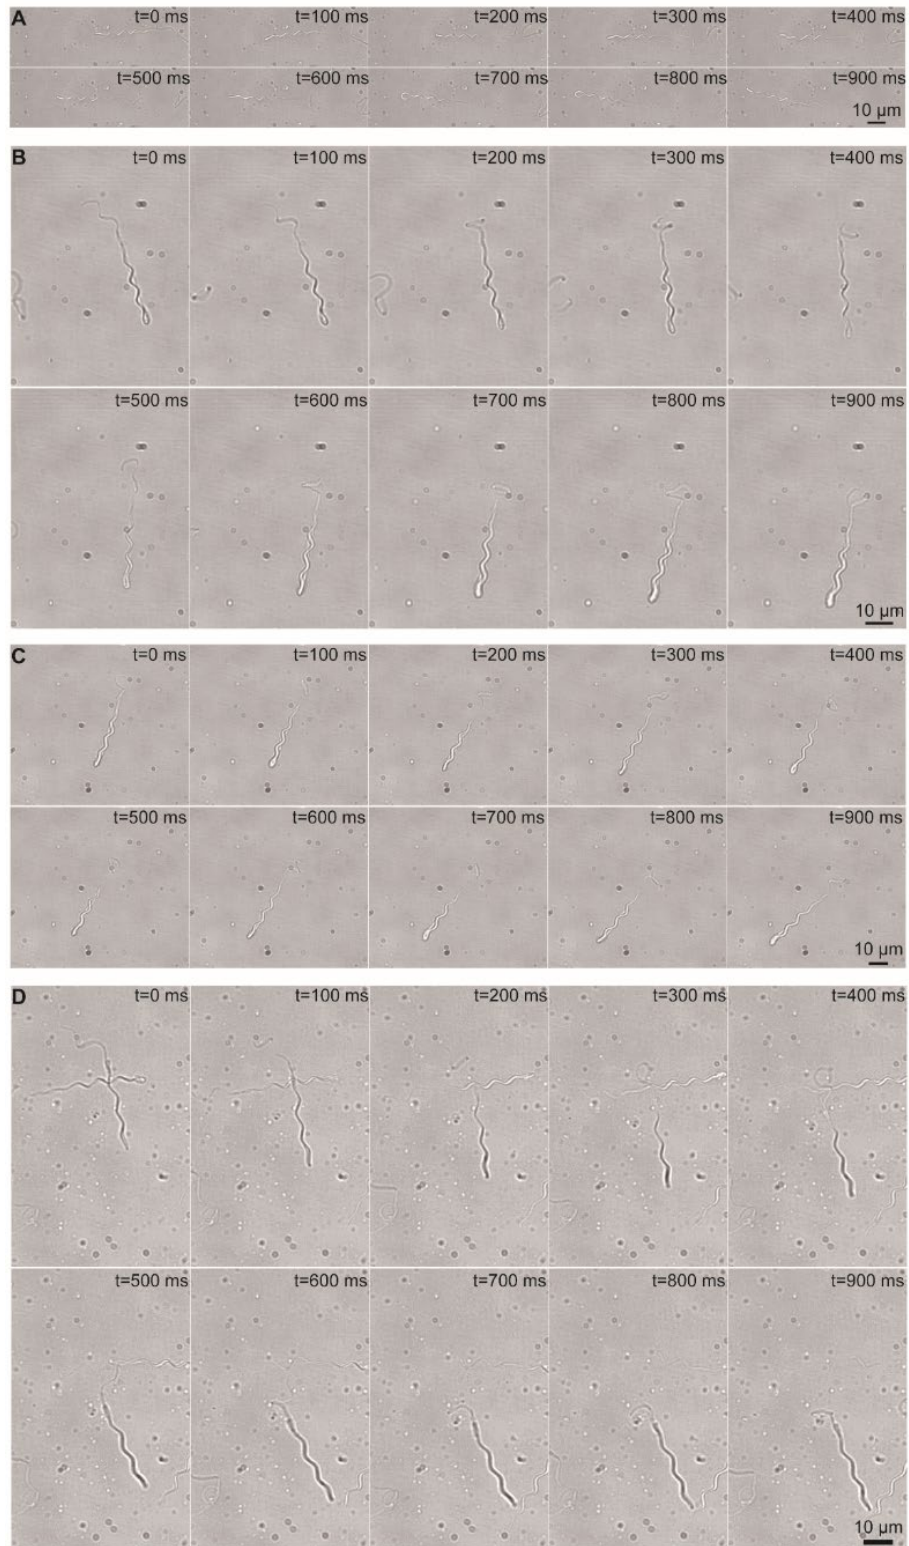 A t=0 ms t=100 ms t=200 ms t=300 ms t=400 ms
t=500 ms t=600 ms t=700 ms t=800 ms t=900 ms
10 µm
B t=0 ms t=100 ms t=200 ms t=300 ms t=400 ms
t=500 ms t=600 ms t=700 ms t=800 ms t=900 ms
10 µm
C t=0 ms t=100 ms t=200 ms t=300 ms t=400 ms
t=500 ms t=600 ms t=700 ms t=800 ms t=900 ms
10 µm
D t=0 ms t=100 ms t=200 ms t=300 ms t=400 ms
t=500 ms t=600 ms t=700 ms t=800 ms t=900 ms
10 µm